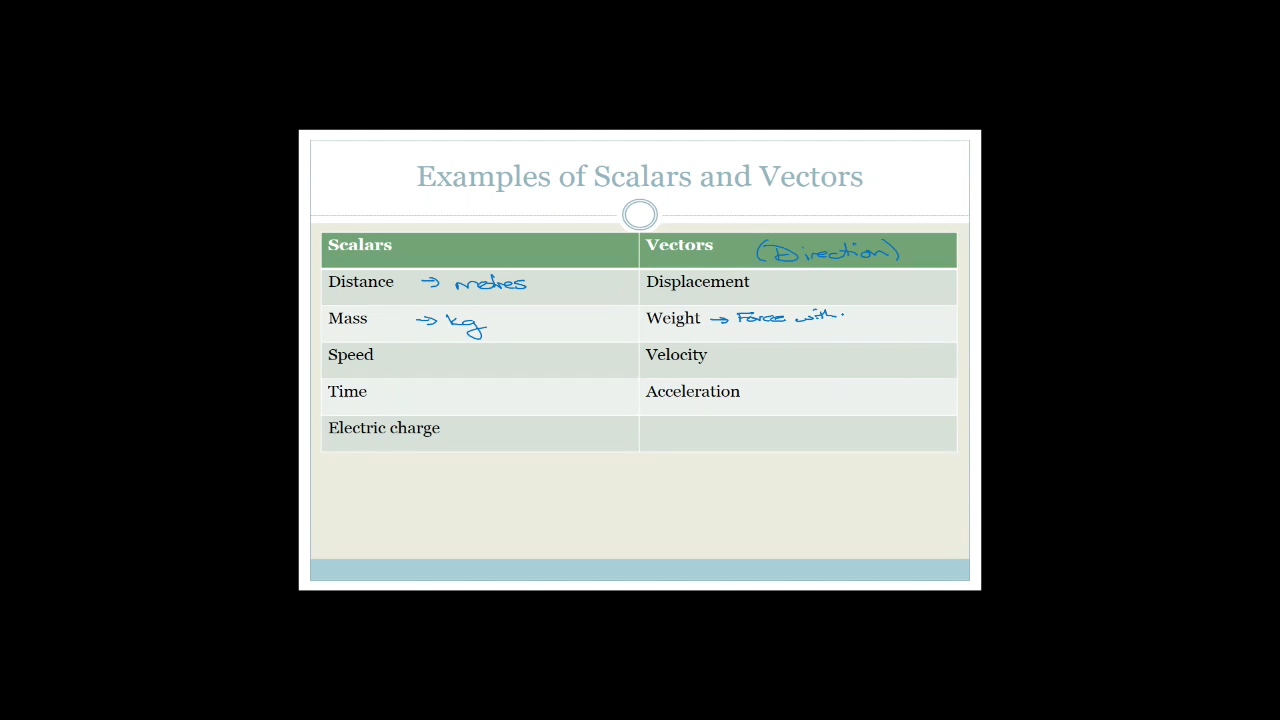 Examples of Scalars and Vectors
Scalars Vectors (Direction)
Distance → metres Displacement
Mass → kg Weight → Force with
Speed Velocity
Time Acceleration
Electric charge